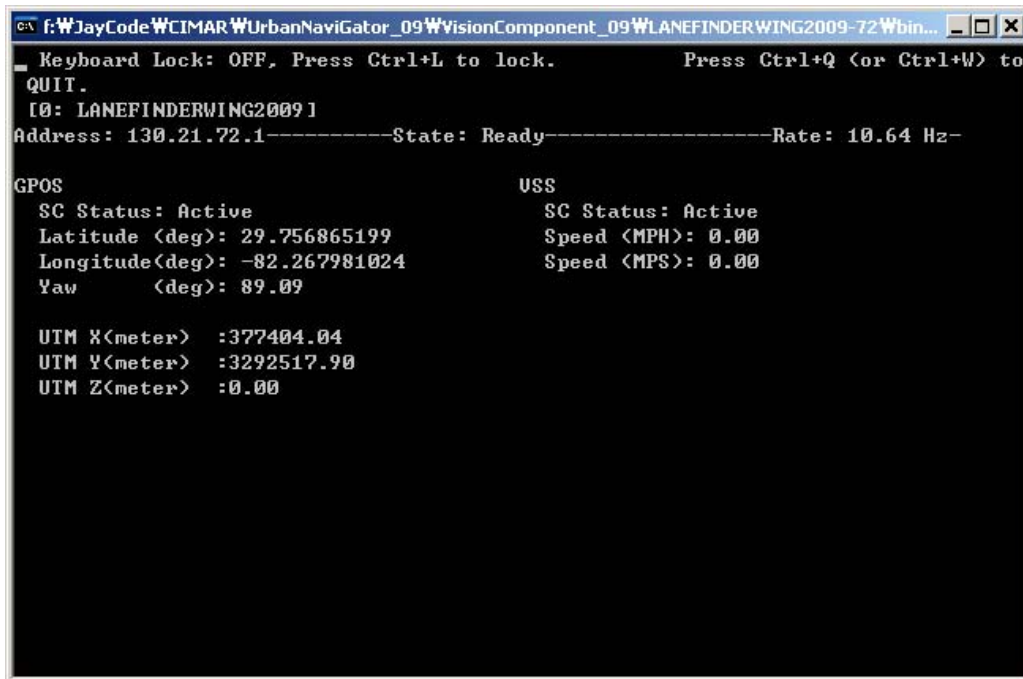 f:₩JayCode₩CIMAR₩UrbanNaviGator_09₩VisionComponent_09₩LANEFINDERWING2009-72₩bin...
Keyboard Lock: OFF, Press Ctrl+L to lock. Press Ctrl+Q (or Ctrl+W) to
QUIT.
[0: LANEFINDERWING2009]
Address: 130.21.72.1----------State: Ready------------------Rate: 10.64 Hz-
GPOS VSS
SC Status: Active SC Status: Active
Latitude (deg): 29.756865199 Speed (MPH): 0.00
Longitude(deg): -82.267981024 Speed (MPS): 0.00
Yaw (deg): 89.09
UTM X(meter) :377404.04
UTM Y(meter) :3292517.90
UTM Z(meter) :0.00